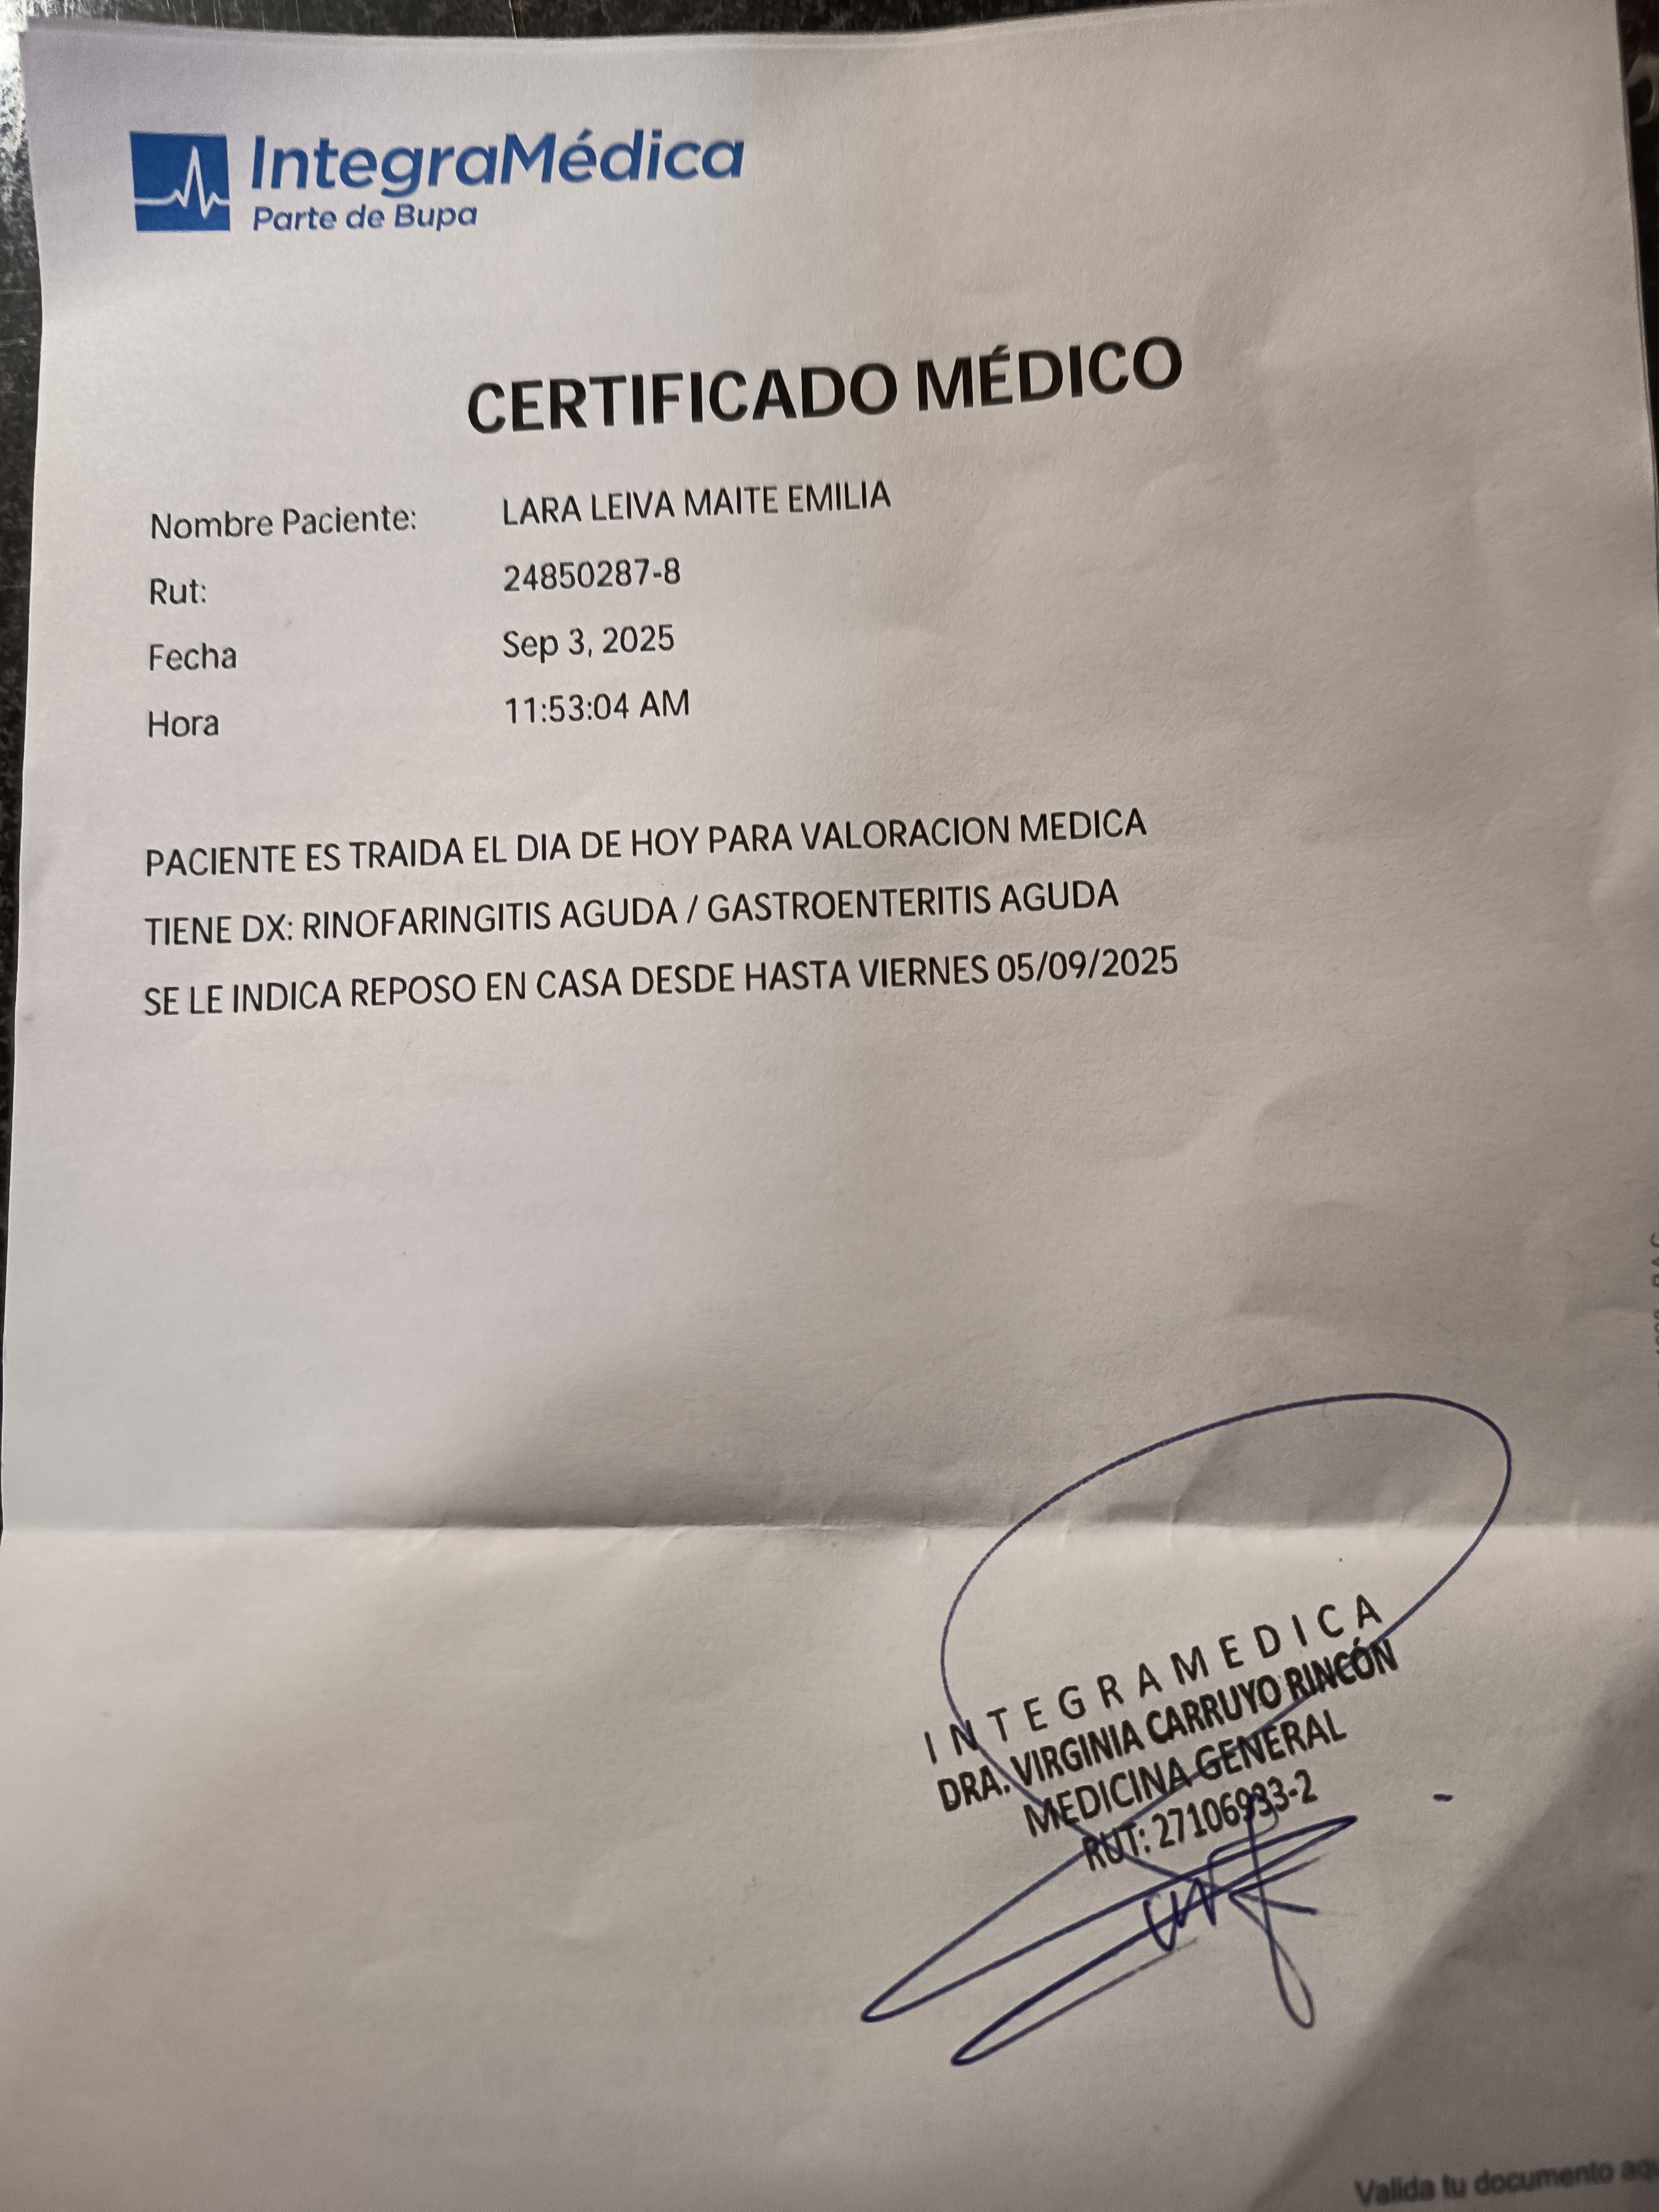 IntegraMédica
Parte de Bupa
CERTIFICADO MÉDICO
Nombre Paciente: LARA LEIVA MAITE EMILIA
Rut: 24850287-8
Fecha Sep 3, 2025
Hora 11:53:04 AM
PACIENTE ES TRAIDA EL DIA DE HOY PARA VALORACION MEDICA
TIENE DX: RINOFARINGITIS AGUDA / GASTROENTERITIS AGUDA
SE LE INDICA REPOSO EN CASA DESDE HASTA VIERNES 05/09/2025
INTEGRAMEDICA
DRA. VIRGINIA CARRUYO RINCÓN
MEDICINA GENERAL
RUT: 27106933-2
Valida tu documento